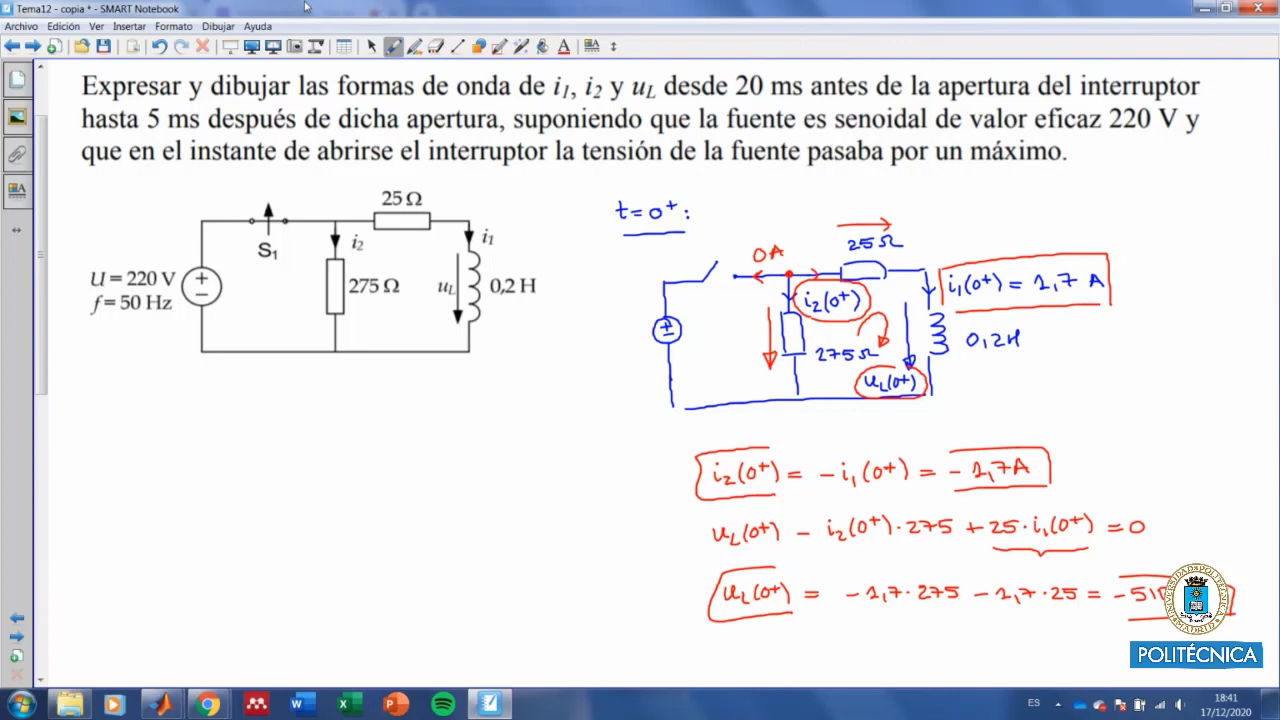 Tema12 - copia * - SMART Notebook
Archivo Edición Ver Insertar Formato Dibujar Ayuda
Expresar y dibujar las formas de onda de i1, i2 y uL desde 20 ms antes de la apertura del interruptor
hasta 5 ms después de dicha apertura, suponiendo que la fuente es senoidal de valor eficaz 220 V y
que en el instante de abrirse el interruptor la tensión de la fuente pasaba por un máximo.
25 Ω
S1
i2
i1
U = 220 V
f = 50 Hz
275 Ω
uL
0,2 H
t = 0+:
0A
25Ω
i1(0+) = 1,7 A
i2(0+)
275Ω
0,2H
uL(0+)
i2(0+) = - i1(0+) = - 1,7A
uL(0+) - i2(0+)·275 + 25·i1(0+) = 0
uL(0+) = - 1,7·275 - 1,7·25 = - 51
POLITÉCNICA
ES
18:41
17/12/2020